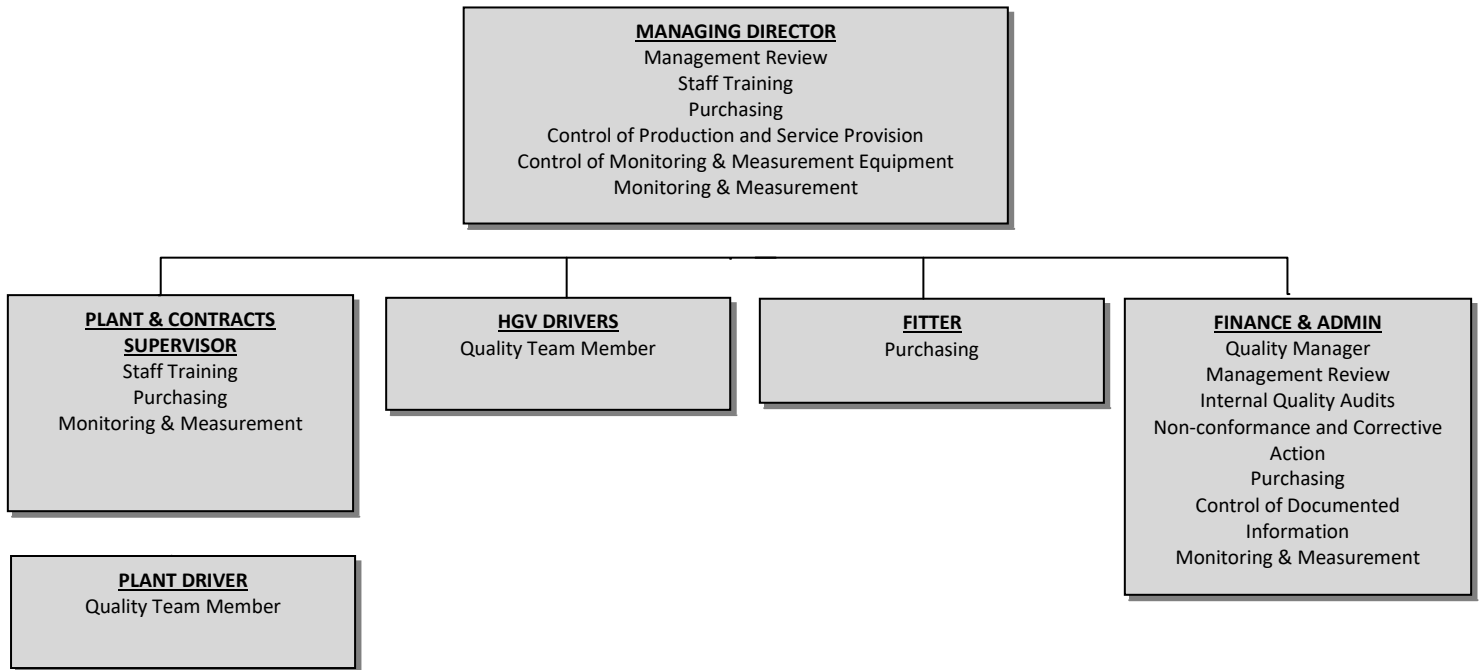 MANAGING DIRECTOR
Management Review
Staff Training
Purchasing
Control of Production and Service Provision
Control of Monitoring & Measurement Equipment
Monitoring & Measurement
PLANT & CONTRACTS
SUPERVISOR
Staff Training
Purchasing
Monitoring & Measurement
HGV DRIVERS
Quality Team Member
FITTER
Purchasing
FINANCE & ADMIN
Quality Manager
Management Review
Internal Quality Audits
Non-conformance and Corrective
Action
Purchasing
Control of Documented
Information
Monitoring & Measurement
PLANT DRIVER
Quality Team Member